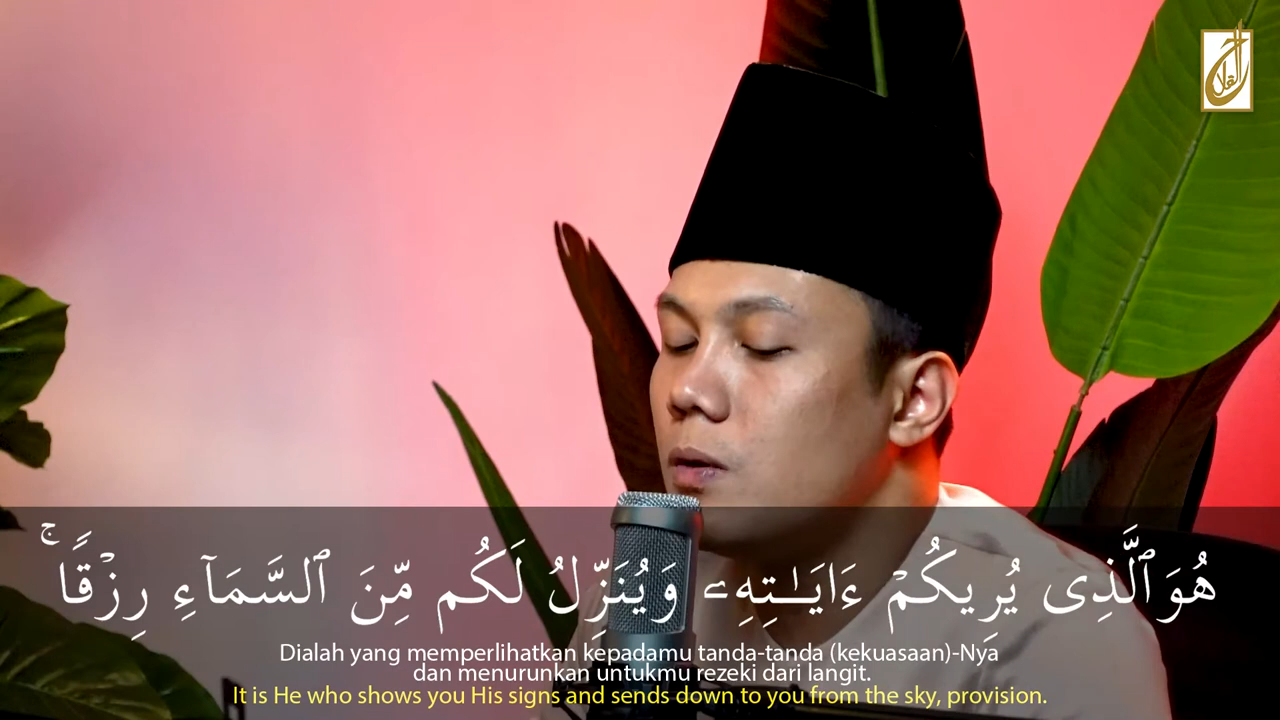 العلا
هُوَ ٱلَّذِى يُرِيكُمْ ءَايَـٰتِهِۦ وَيُنَزِّلُ لَكُم مِّنَ ٱلسَّمَآءِ رِزْقًا ۚ
Dialah yang memperlihatkan kepadamu tanda-tanda (kekuasaan)-Nya
dan menurunkan untukmu rezeki dari langit.
It is He who shows you His signs and sends down to you from the sky, provision.